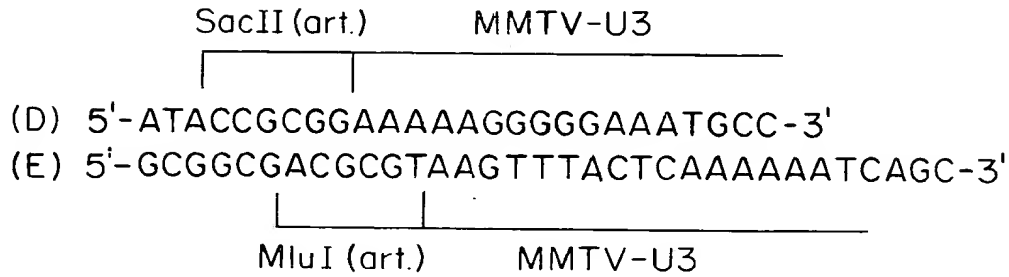 SacII (art.) MMTV-U3
(D) 5'-ATACCGCGGAAAAAGGGGGAAATGCC-3'
(E) 5'-GCGGCGACGCGTAAGTTTACTCAAAAAATCAGC-3'
MluI (art.) MMTV-U3